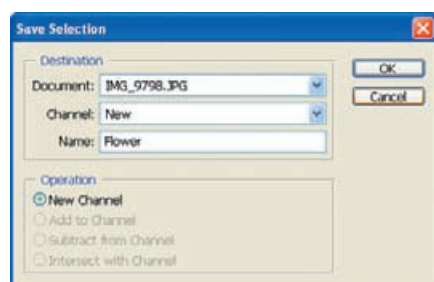 Save Selection
Destination
Document: IMG_9798.JPG
Channel: New
Name: Flower
OK
Cancel
Operation
New Channel
Add to Channel
Subtract from Channel
Intersect with Channel